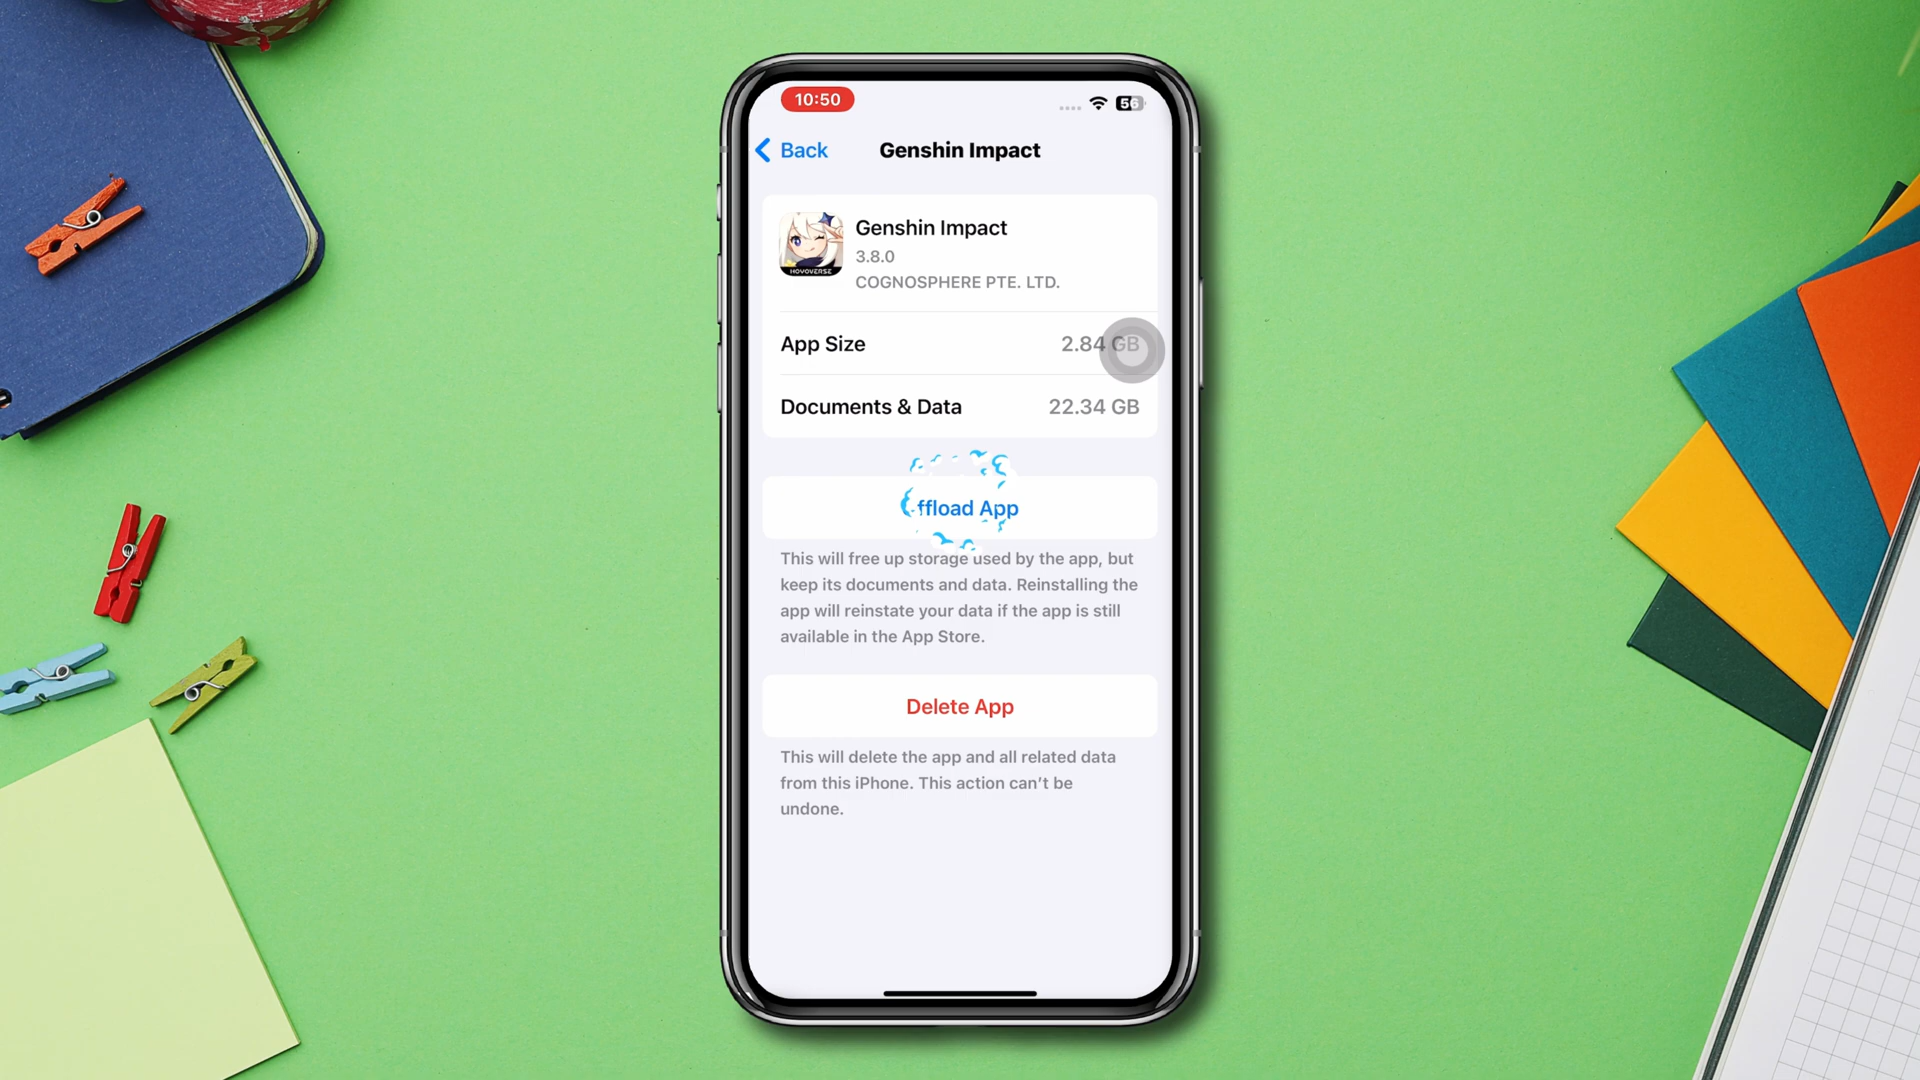 10:50
56
Back
Genshin Impact
HOYOVERSE
Genshin Impact
3.8.0
COGNOSPHERE PTE. LTD.
App Size
2.84 GB
Documents & Data
22.34 GB
ffload App
This will free up storage used by the app, but
keep its documents and data. Reinstalling the
app will reinstate your data if the app is still
available in the App Store.
Delete App
This will delete the app and all related data
from this iPhone. This action can’t be
undone.